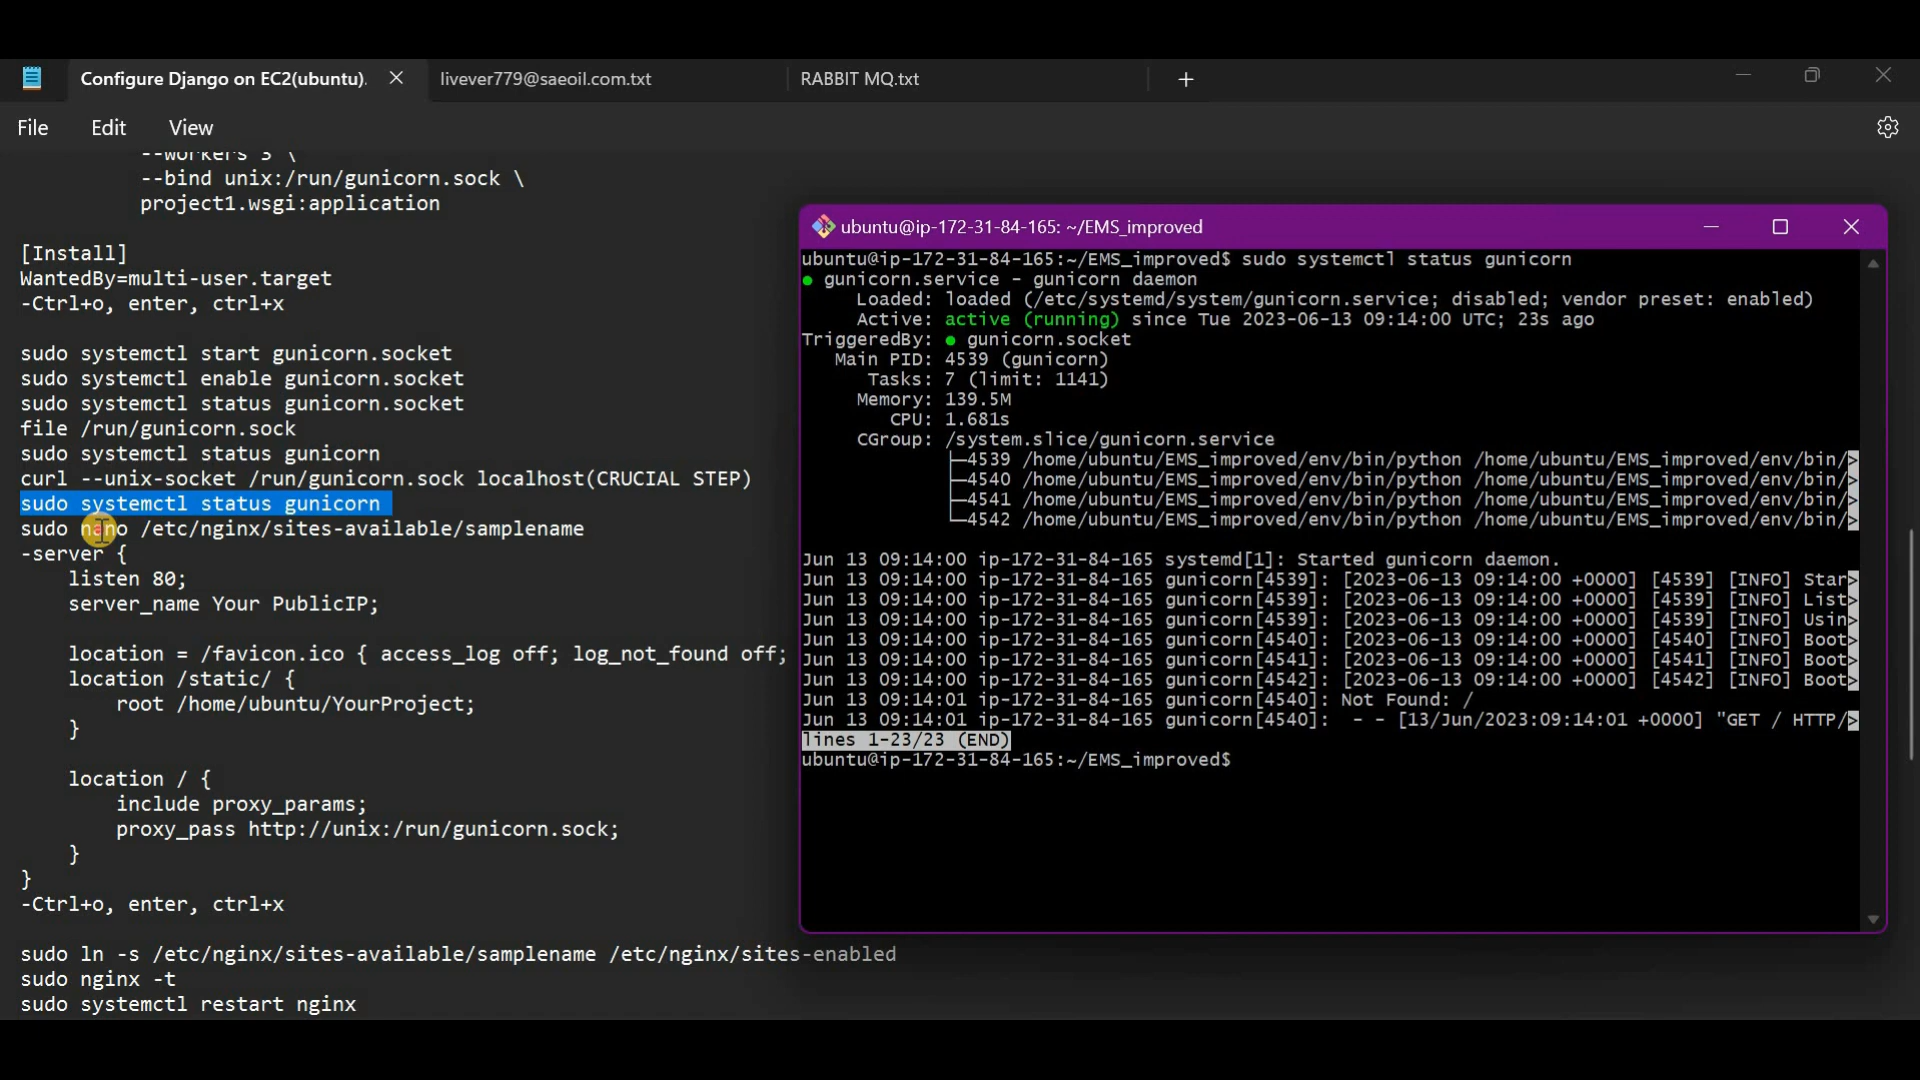 Configure Django on EC2(ubuntu).
livever779@saeoil.com.txt
RABBIT MQ.txt
File Edit View
--workers 3 \
--bind unix:/run/gunicorn.sock \
project1.wsgi:application
[Install]
WantedBy=multi-user.target
-Ctrl+o, enter, ctrl+x
sudo systemctl start gunicorn.socket
sudo systemctl enable gunicorn.socket
sudo systemctl status gunicorn.socket
file /run/gunicorn.sock
sudo systemctl status gunicorn
curl --unix-socket /run/gunicorn.sock localhost(CRUCIAL STEP)
sudo systemctl status gunicorn
sudo nano /etc/nginx/sites-available/samplename
-server {
listen 80;
server_name Your PublicIP;
location = /favicon.ico { access_log off; log_not_found off;
location /static/ {
root /home/ubuntu/YourProject;
}
location / {
include proxy_params;
proxy_pass http://unix:/run/gunicorn.sock;
}
}
-Ctrl+o, enter, ctrl+x
sudo ln -s /etc/nginx/sites-available/samplename /etc/nginx/sites-enabled
sudo nginx -t
sudo systemctl restart nginx
ubuntu@ip-172-31-84-165: ~/EMS_improved
ubuntu@ip-172-31-84-165:~/EMS_improved$ sudo systemctl status gunicorn
● gunicorn.service - gunicorn daemon
Loaded: loaded (/etc/systemd/system/gunicorn.service; disabled; vendor preset: enabled)
Active: active (running) since Tue 2023-06-13 09:14:00 UTC; 23s ago
TriggeredBy: ● gunicorn.socket
Main PID: 4539 (gunicorn)
Tasks: 7 (limit: 1141)
Memory: 139.5M
CPU: 1.681s
CGroup: /system.slice/gunicorn.service
├─4539 /home/ubuntu/EMS_improved/env/bin/python /home/ubuntu/EMS_improved/env/bin/>
├─4540 /home/ubuntu/EMS_improved/env/bin/python /home/ubuntu/EMS_improved/env/bin/>
├─4541 /home/ubuntu/EMS_improved/env/bin/python /home/ubuntu/EMS_improved/env/bin/>
└─4542 /home/ubuntu/EMS_improved/env/bin/python /home/ubuntu/EMS_improved/env/bin/>
Jun 13 09:14:00 ip-172-31-84-165 systemd[1]: Started gunicorn daemon.
Jun 13 09:14:00 ip-172-31-84-165 gunicorn[4539]: [2023-06-13 09:14:00 +0000] [4539] [INFO] Star>
Jun 13 09:14:00 ip-172-31-84-165 gunicorn[4539]: [2023-06-13 09:14:00 +0000] [4539] [INFO] List>
Jun 13 09:14:00 ip-172-31-84-165 gunicorn[4539]: [2023-06-13 09:14:00 +0000] [4539] [INFO] Usin>
Jun 13 09:14:00 ip-172-31-84-165 gunicorn[4540]: [2023-06-13 09:14:00 +0000] [4540] [INFO] Boot>
Jun 13 09:14:00 ip-172-31-84-165 gunicorn[4541]: [2023-06-13 09:14:00 +0000] [4541] [INFO] Boot>
Jun 13 09:14:00 ip-172-31-84-165 gunicorn[4542]: [2023-06-13 09:14:00 +0000] [4542] [INFO] Boot>
Jun 13 09:14:01 ip-172-31-84-165 gunicorn[4540]: Not Found: /
Jun 13 09:14:01 ip-172-31-84-165 gunicorn[4540]:  - - [13/Jun/2023:09:14:01 +0000] "GET / HTTP/>
lines 1-23/23 (END)
ubuntu@ip-172-31-84-165:~/EMS_improved$